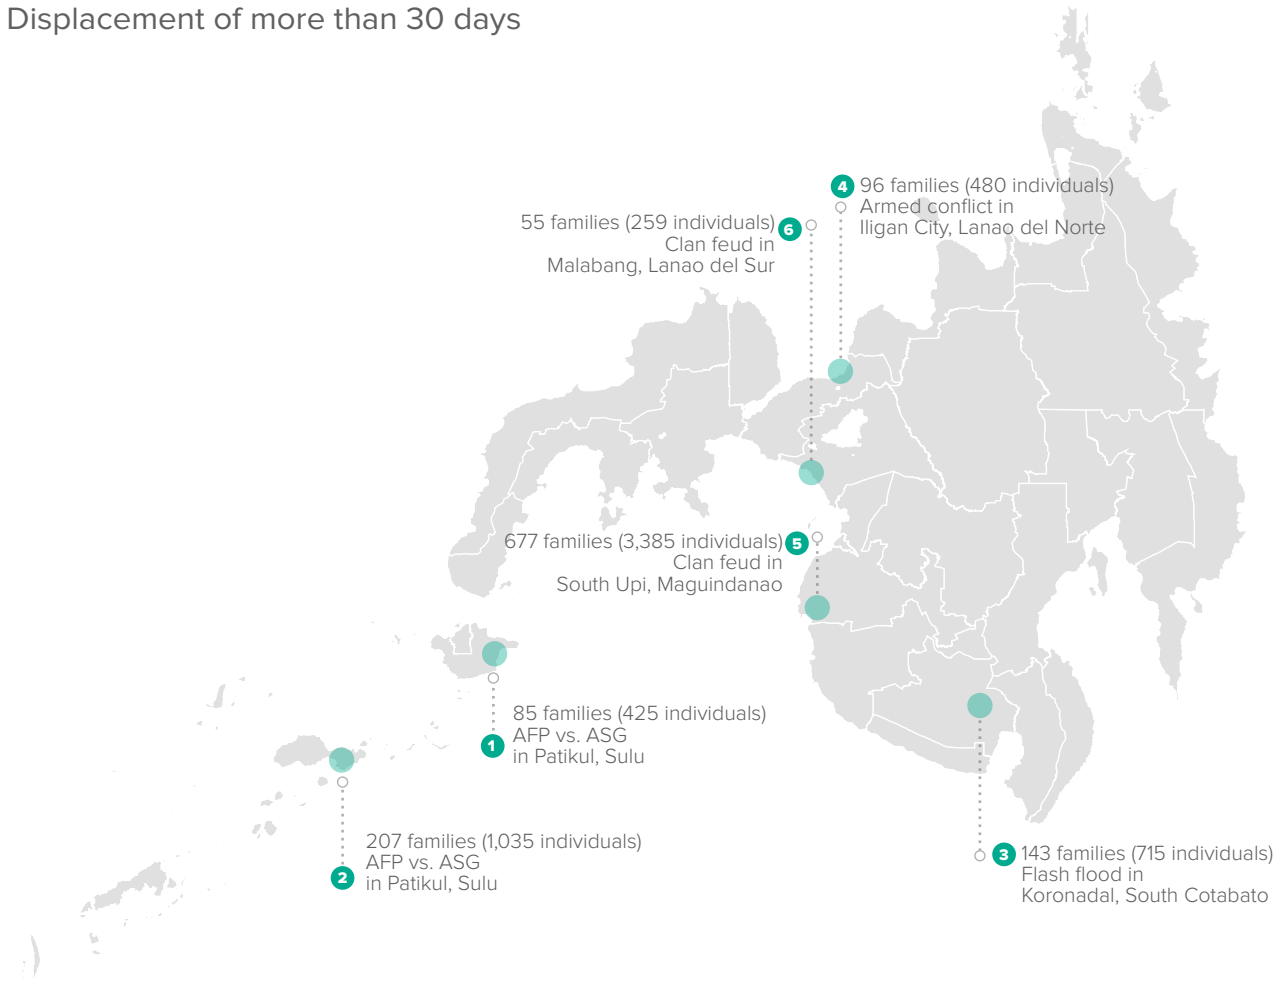 Displacement of more than 30 days
4 96 families (480 individuals)
Armed conflict in
Iligan City, Lanao del Norte
55 families (259 individuals) 6
Clan feud in
Malabang, Lanao del Sur
677 families (3,385 individuals) 5
Clan feud in
South Upi, Maguindanao
85 families (425 individuals)
1 AFP vs. ASG
in Patikul, Sulu
207 families (1,035 individuals)
AFP vs. ASG
2 in Patikul, Sulu
3 143 families (715 individuals)
Flash flood in
Koronadal, South Cotabato